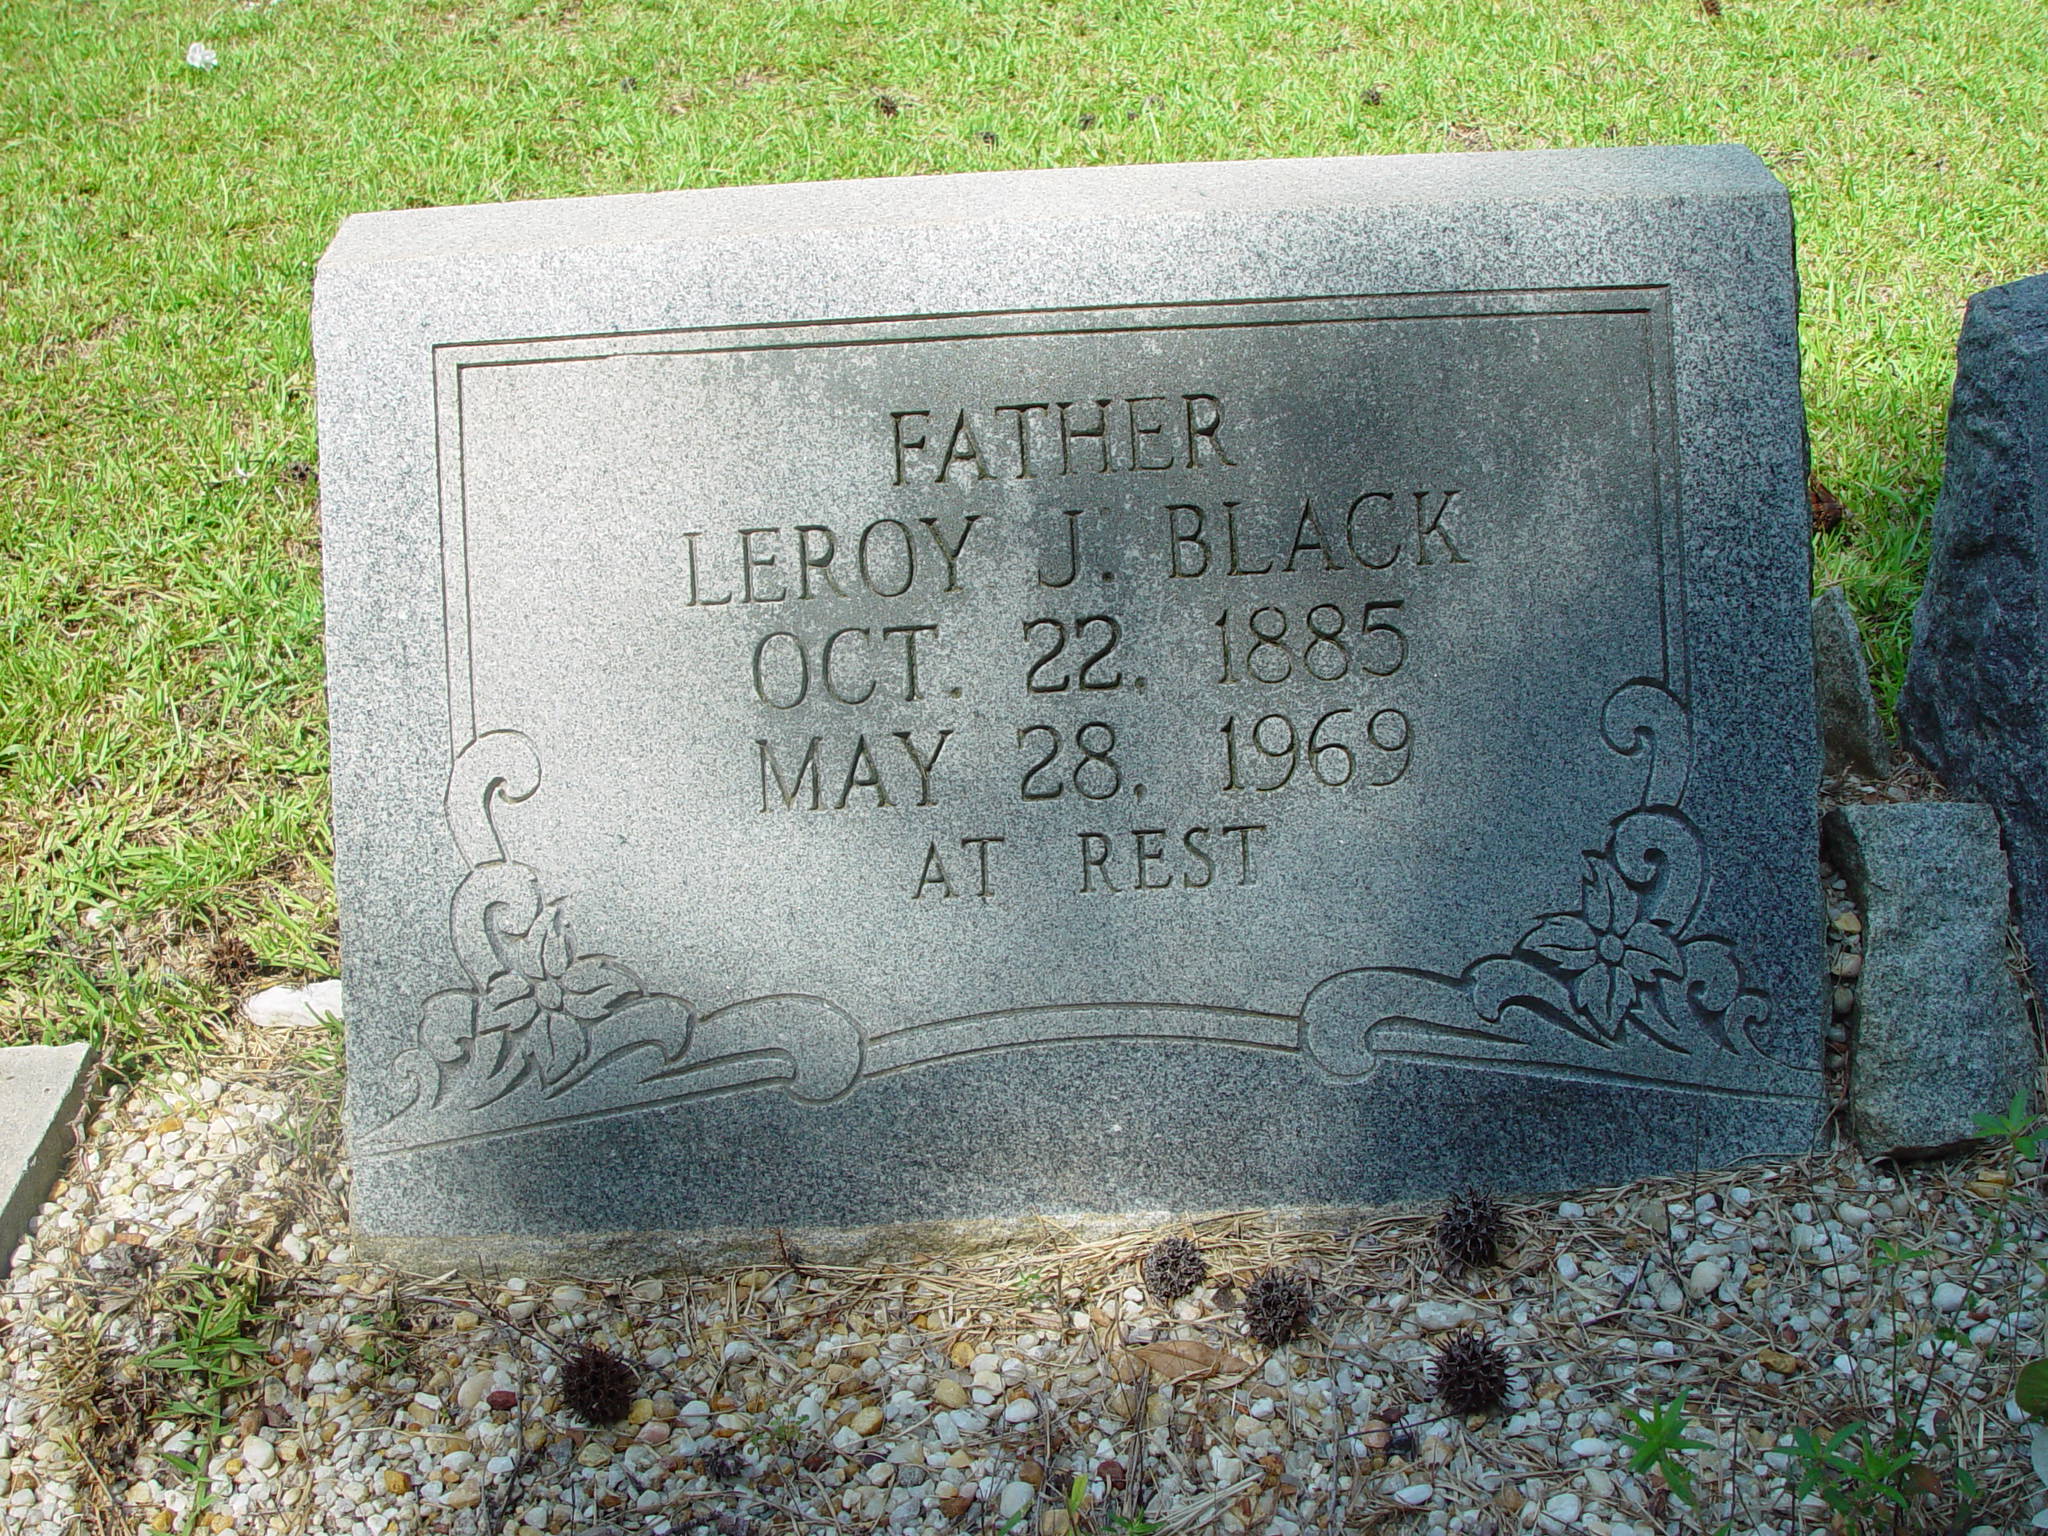 FATHER
LEROY J. BLACK
OCT. 22, 1885
MAY 28, 1969
AT REST